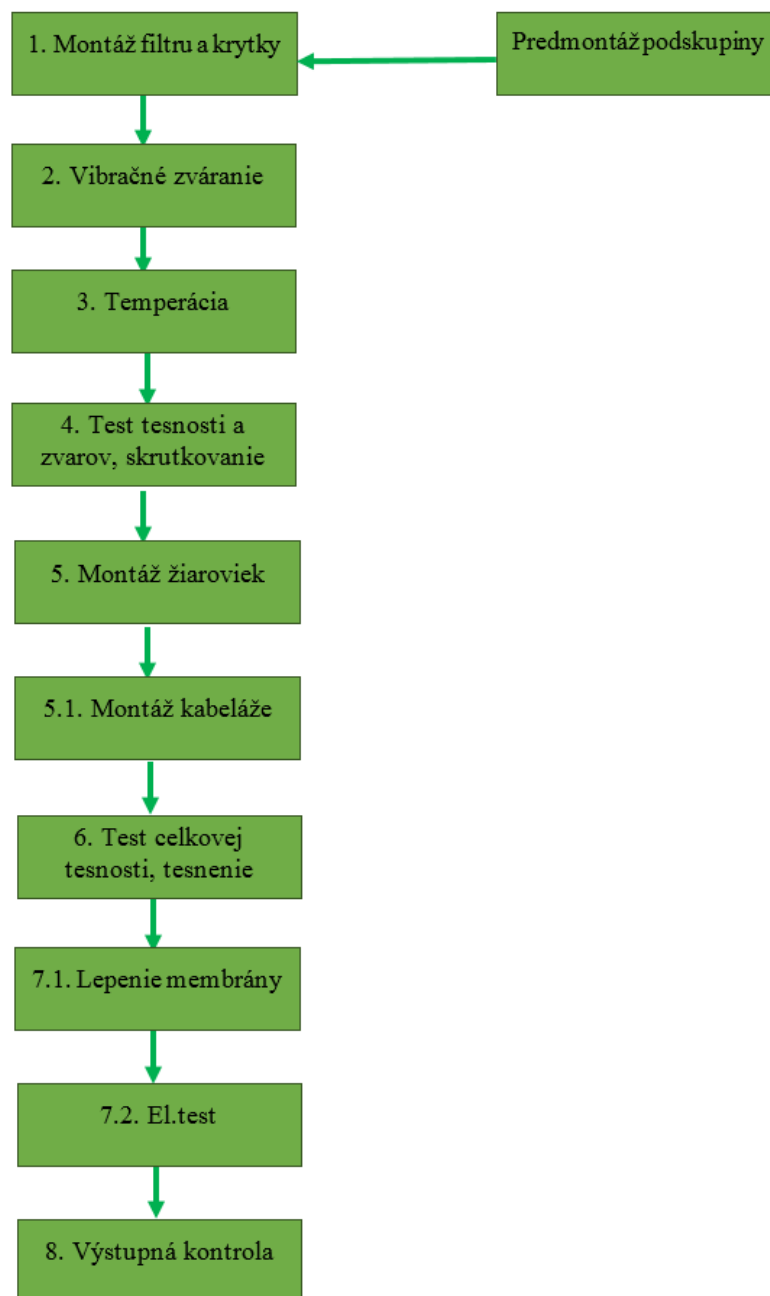 1. Montáž filtru a krytky
Predmontáž podskupiny
2. Vibračné zváranie
3. Temperácia
4. Test tesnosti a
zvarov, skrutkovanie
5. Montáž žiaroviek
5.1. Montáž kabeláže
6. Test celkovej
tesnosti, tesnenie
7.1. Lepenie membrány
7.2. El.test
8. Výstupná kontrola